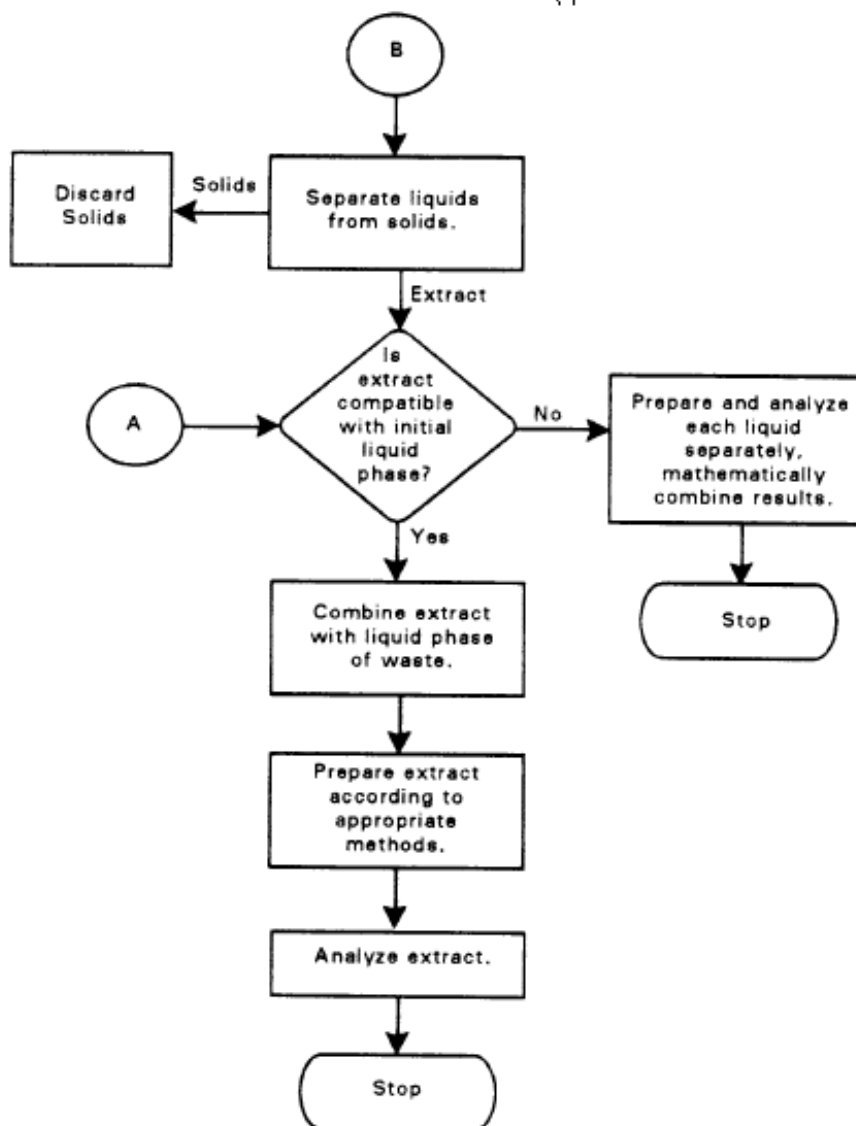 B
Discard
Solids
Solids
Separate liquids
from solids.
Extract
Is
extract
compatible
with initial
liquid
phase?
A
No
Prepare and analyze
each liquid
separately,
mathematically
combine results.
Yes
Stop
Combine extract
with liquid phase
of waste.
Prepare extract
according to
appropriate
methods.
Analyze extract.
Stop